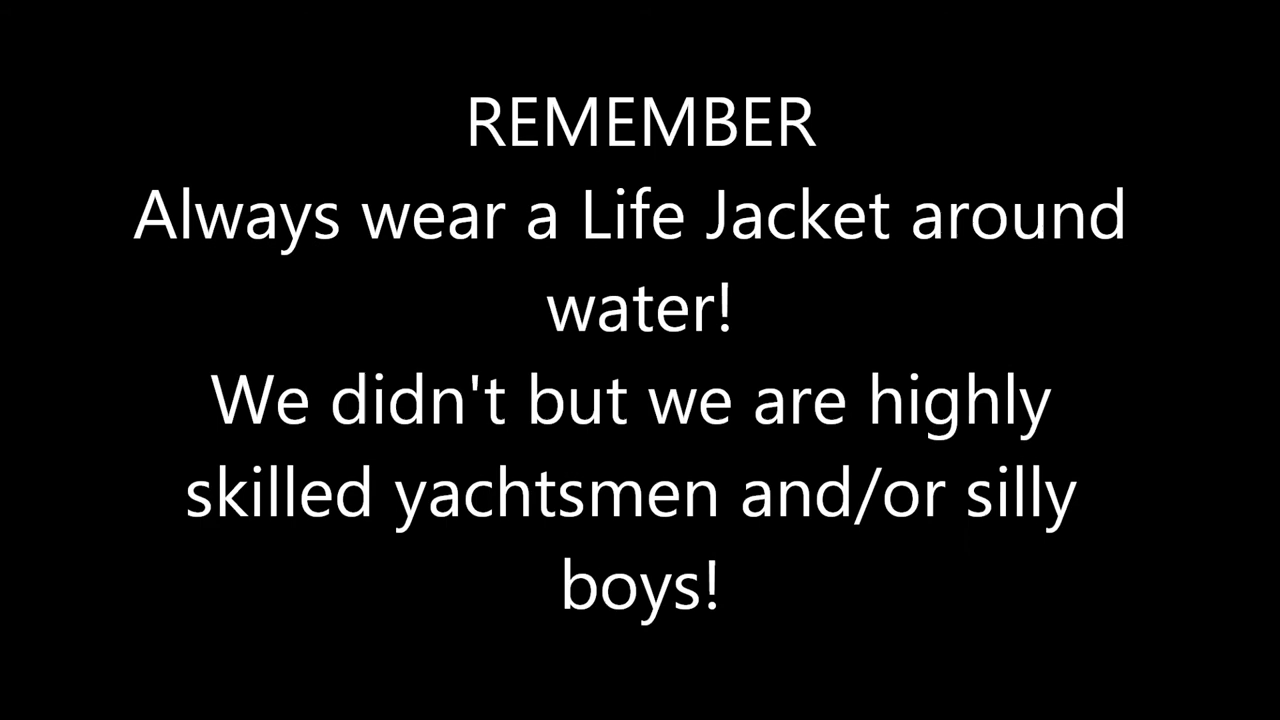 REMEMBER
Always wear a Life Jacket around
water!
We didn't but we are highly
skilled yachtsmen and/or silly
boys!